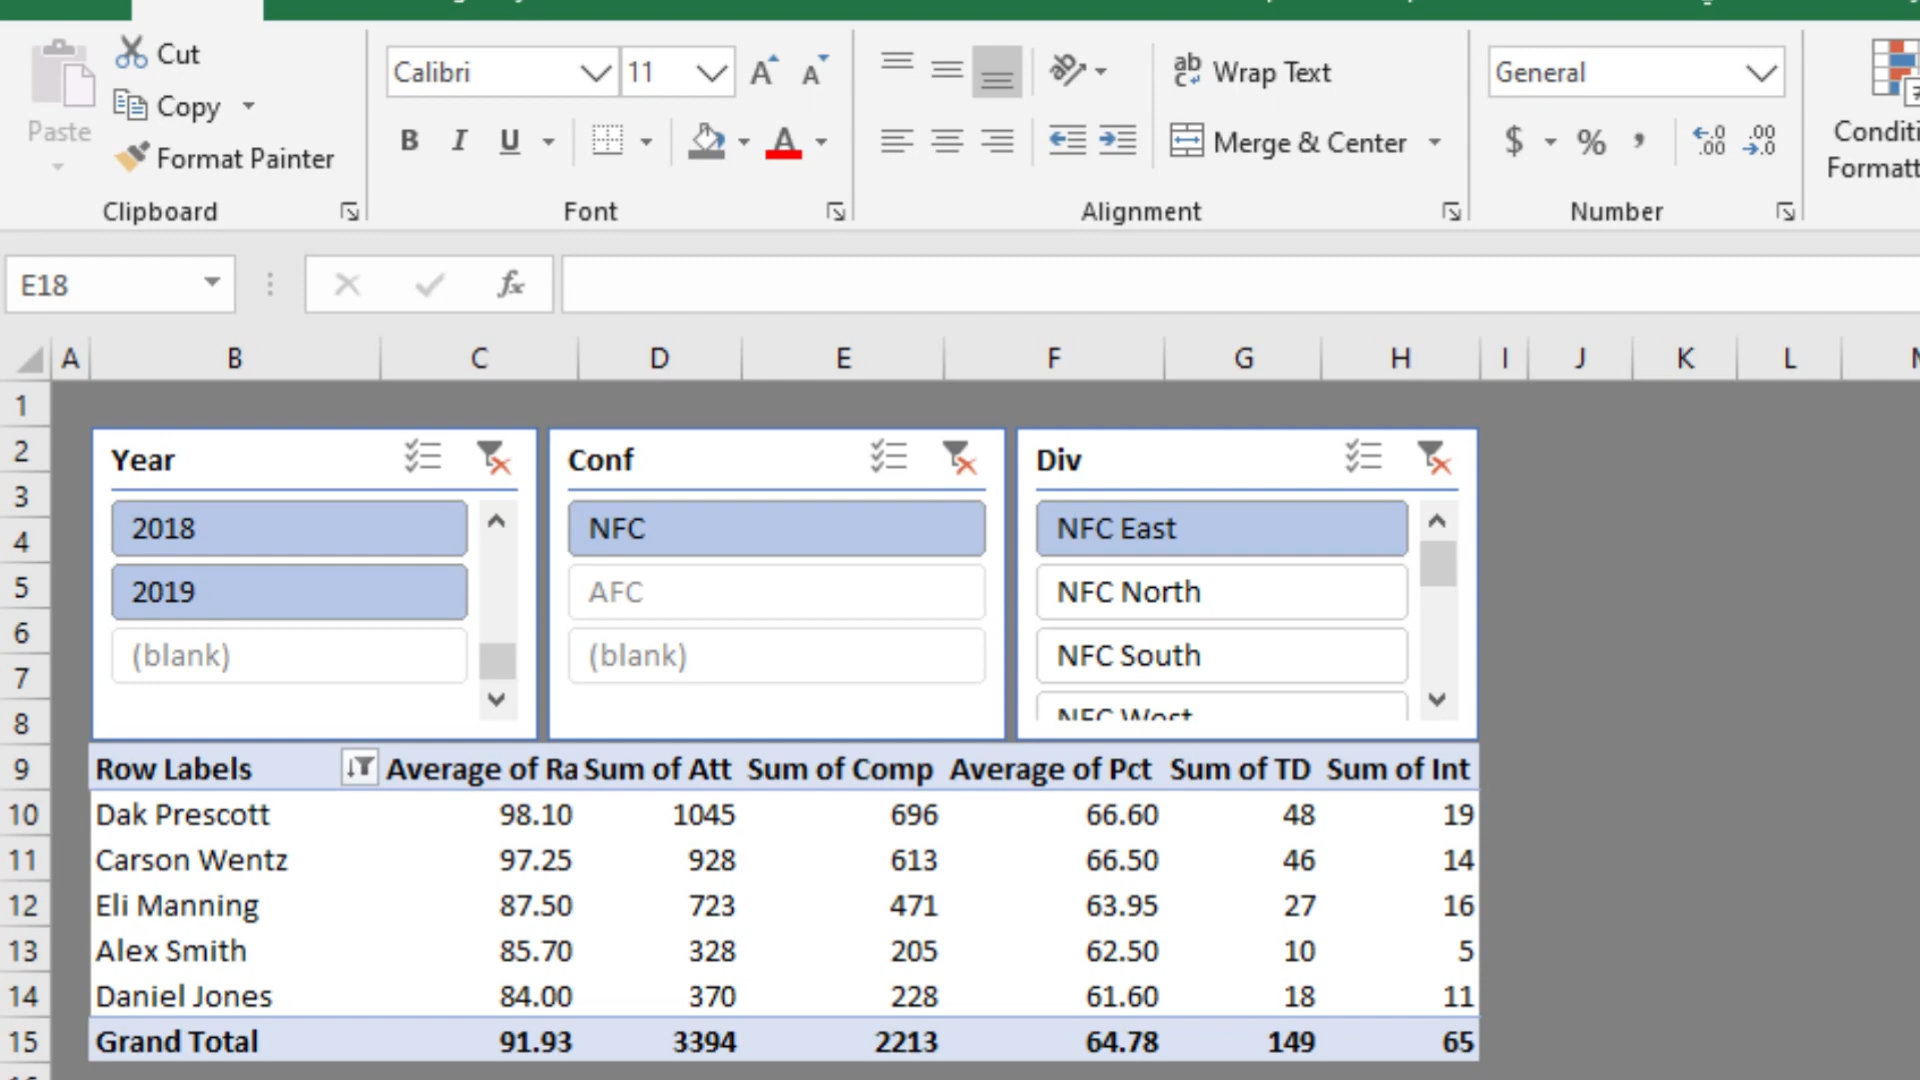 Cut
Copy
Paste
Format Painter
Clipboard
Calibri 11 A A
B I U A
Font
ab Wrap Text
Merge & Center
Alignment
General
$ % ,
Number
Conditi
Formatt
E18 fx
A B C D E F G H I J K L
1
2 Year Conf Div
3
4 2018 NFC NFC East
5 2019 AFC NFC North
6
7 (blank) (blank) NFC South
8 NFC West
9 Row Labels Average of Ra Sum of Att Sum of Comp Average of Pct Sum of TD Sum of Int
10 Dak Prescott 98.10 1045 696 66.60 48 19
11 Carson Wentz 97.25 928 613 66.50 46 14
12 Eli Manning 87.50 723 471 63.95 27 16
13 Alex Smith 85.70 328 205 62.50 10 5
14 Daniel Jones 84.00 370 228 61.60 18 11
15 Grand Total 91.93 3394 2213 64.78 149 65